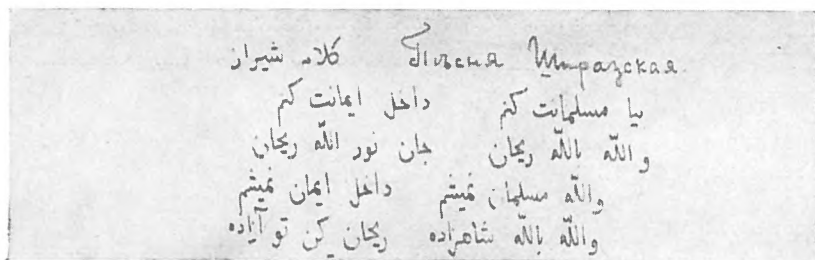 Пѣсня Ширазская. کلام شیراز
بیا مسلمانت کنم داخل ایمانت کنم
والله بالله ریحان جان نور الله ریحان
والله مسلمان نمیشم داخل ایمان نمیشم
والله بالله شاهزاده ریحان کن تو آزاده